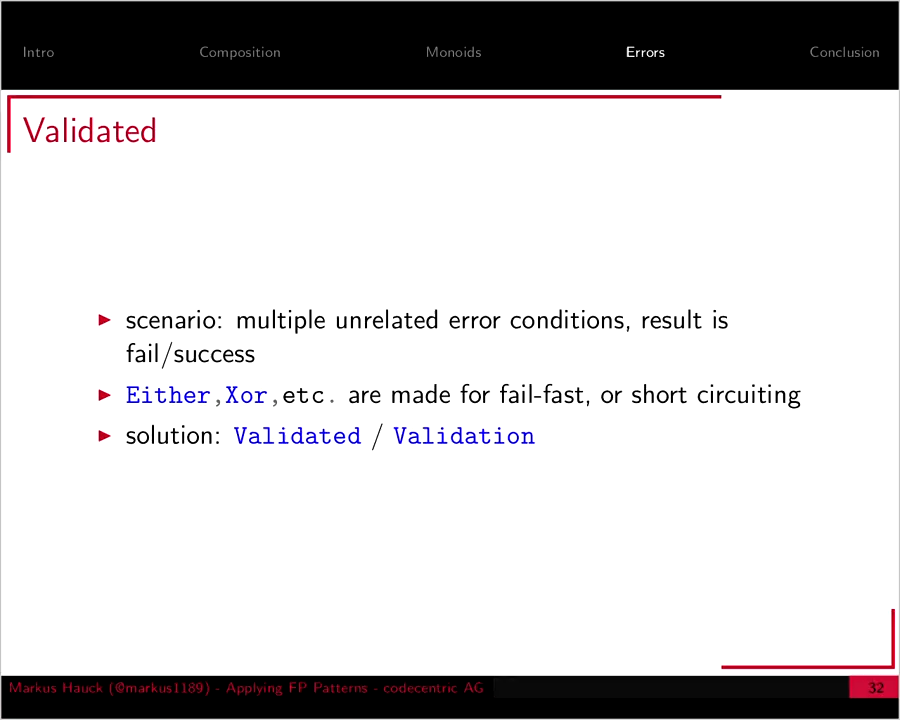 Intro Composition Monoids Errors Conclusion
Validated
scenario: multiple unrelated error conditions, result is
fail/success
Either,Xor,etc. are made for fail-fast, or short circuiting
solution: Validated / Validation
Markus Hauck (@markus1189) - Applying FP Patterns - codecentric AG 32